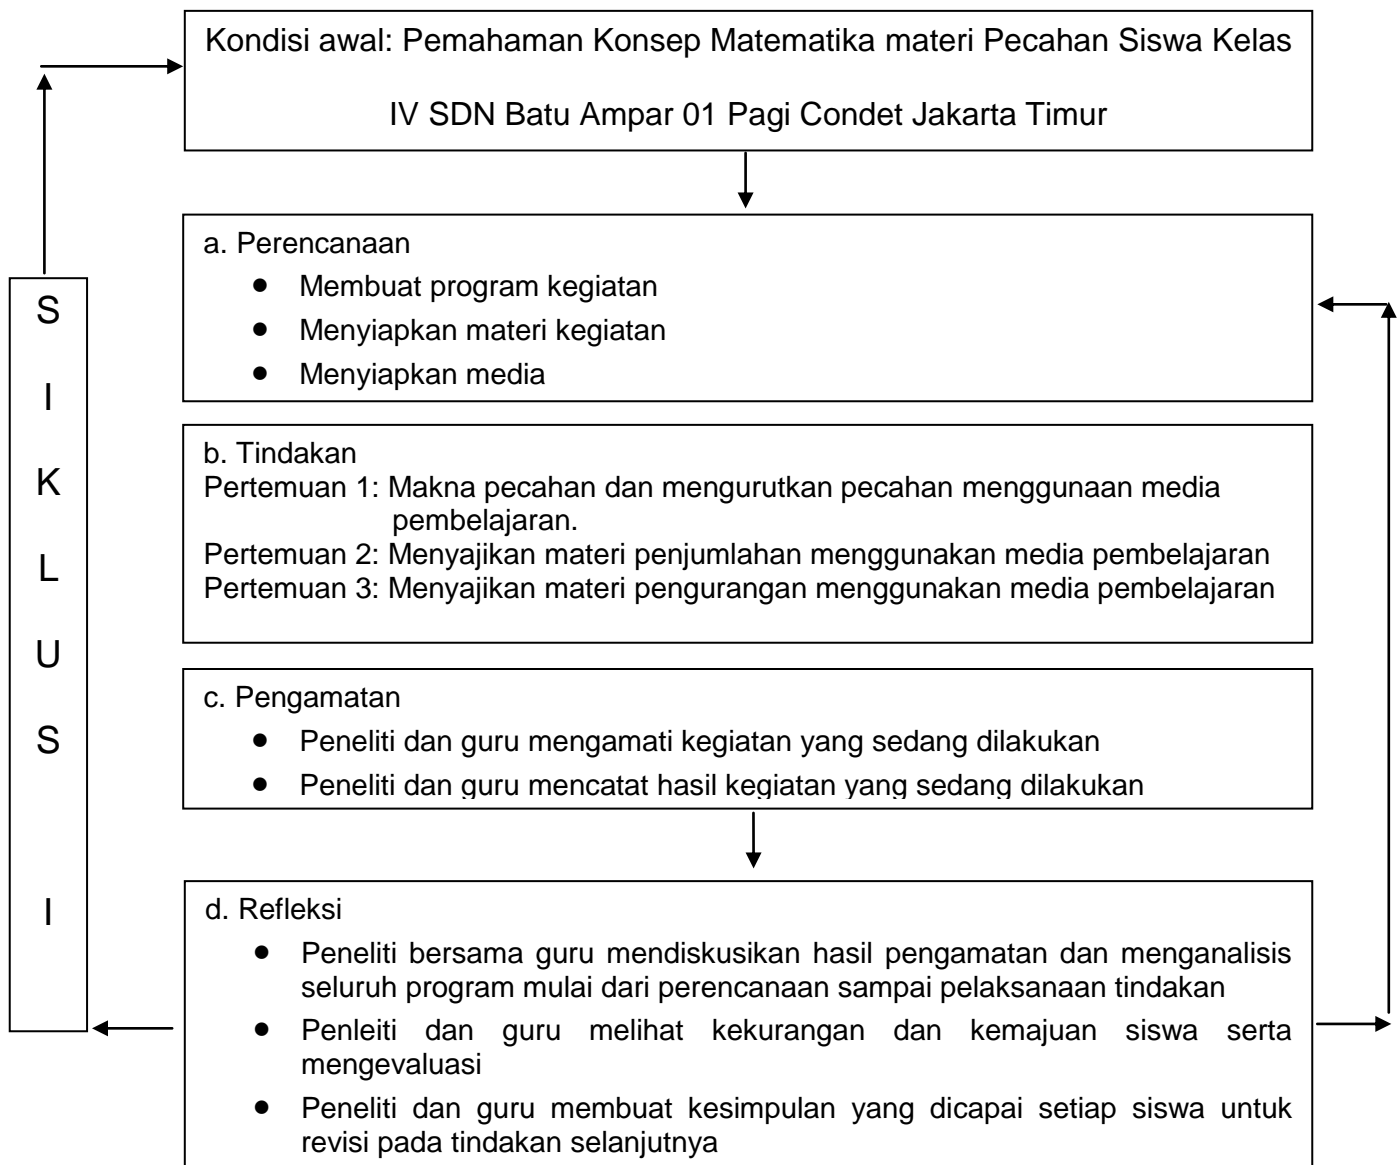 Kondisi awal: Pemahaman Konsep Matematika materi Pecahan Siswa Kelas
IV SDN Batu Ampar 01 Pagi Condet Jakarta Timur
a. Perencanaan
● Membuat program kegiatan
● Menyiapkan materi kegiatan
● Menyiapkan media
b. Tindakan
Pertemuan 1: Makna pecahan dan mengurutkan pecahan menggunaan media
pembelajaran.
Pertemuan 2: Menyajikan materi penjumlahan menggunakan media pembelajaran
Pertemuan 3: Menyajikan materi pengurangan menggunakan media pembelajaran
c. Pengamatan
● Peneliti dan guru mengamati kegiatan yang sedang dilakukan
● Peneliti dan guru mencatat hasil kegiatan yang sedang dilakukan
d. Refleksi
● Peneliti bersama guru mendiskusikan hasil pengamatan dan menganalisis
seluruh program mulai dari perencanaan sampai pelaksanaan tindakan
● Penleiti dan guru melihat kekurangan dan kemajuan siswa serta
mengevaluasi
● Peneliti dan guru membuat kesimpulan yang dicapai setiap siswa untuk
revisi pada tindakan selanjutnya
S
I
K
L
U
S
I